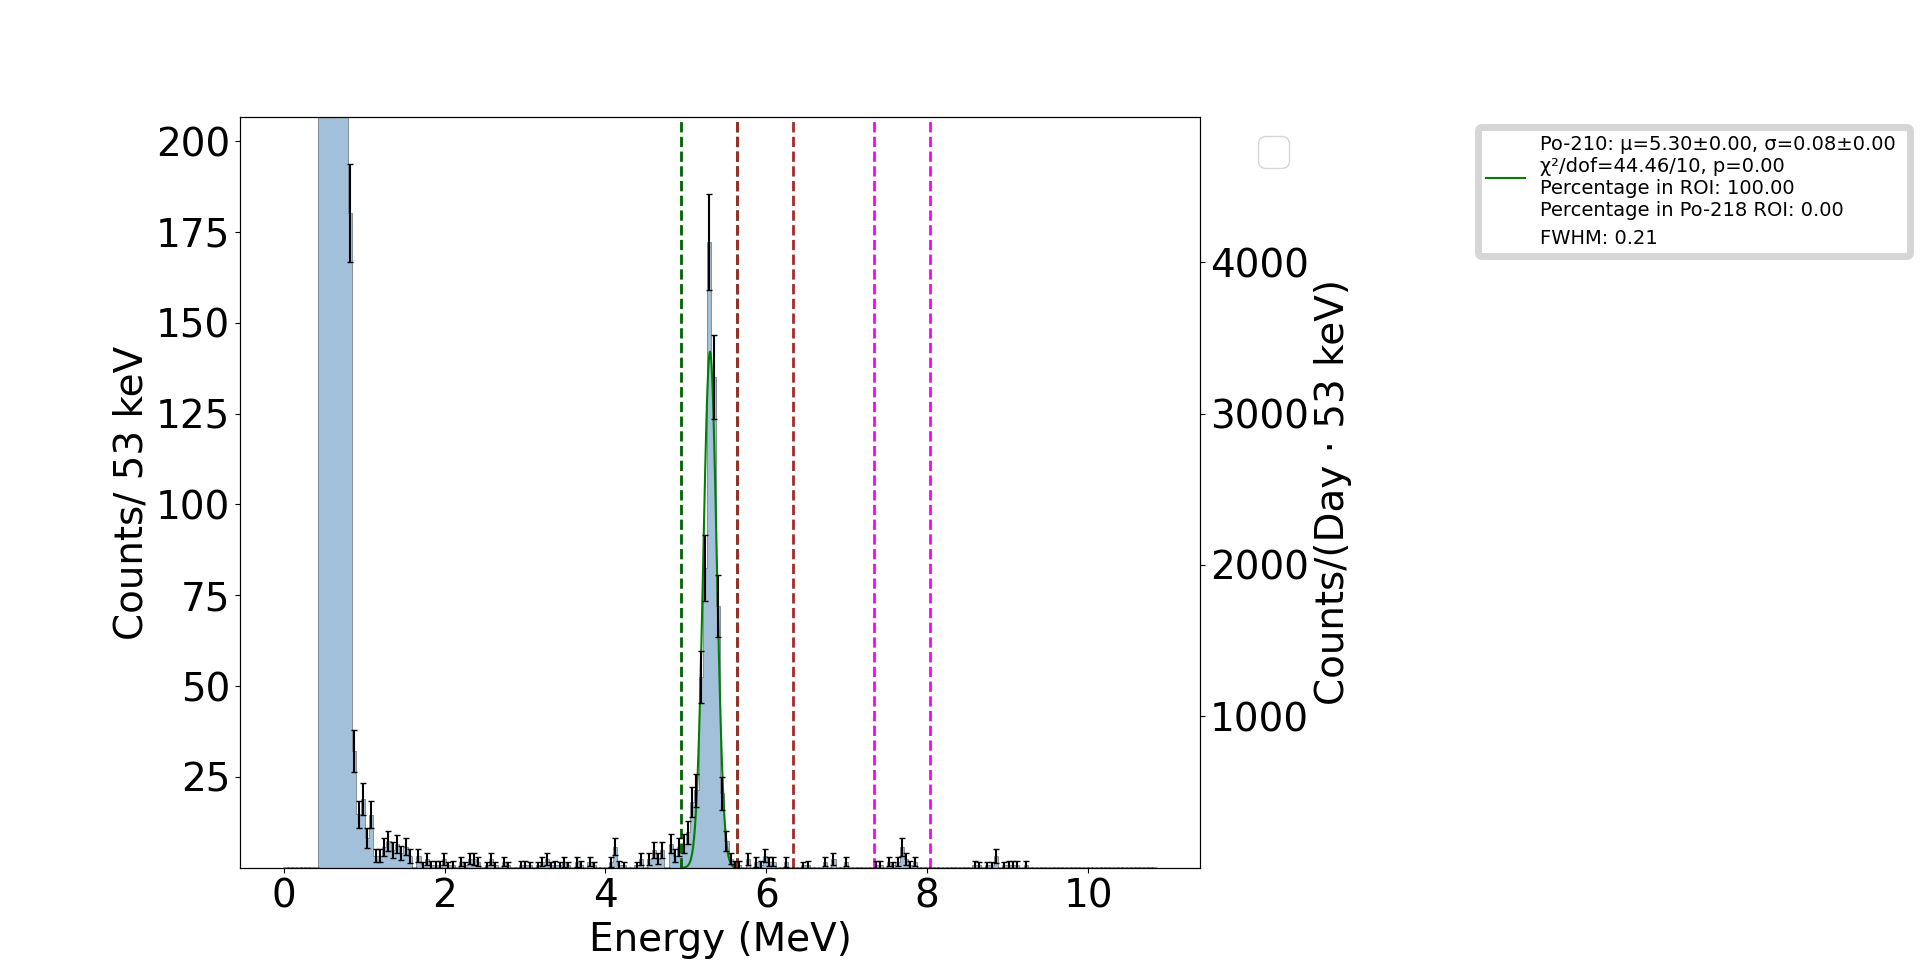 200
175
150
125
100
75
50
25
Counts/ 53 keV
0 2 4 6 8 10
Energy (MeV)
4000
3000
2000
1000
Counts/(Day · 53 keV)
Po-210: μ=5.30±0.00, σ=0.08±0.00
χ²/dof=44.46/10, p=0.00
Percentage in ROI: 100.00
Percentage in Po-218 ROI: 0.00
FWHM: 0.21